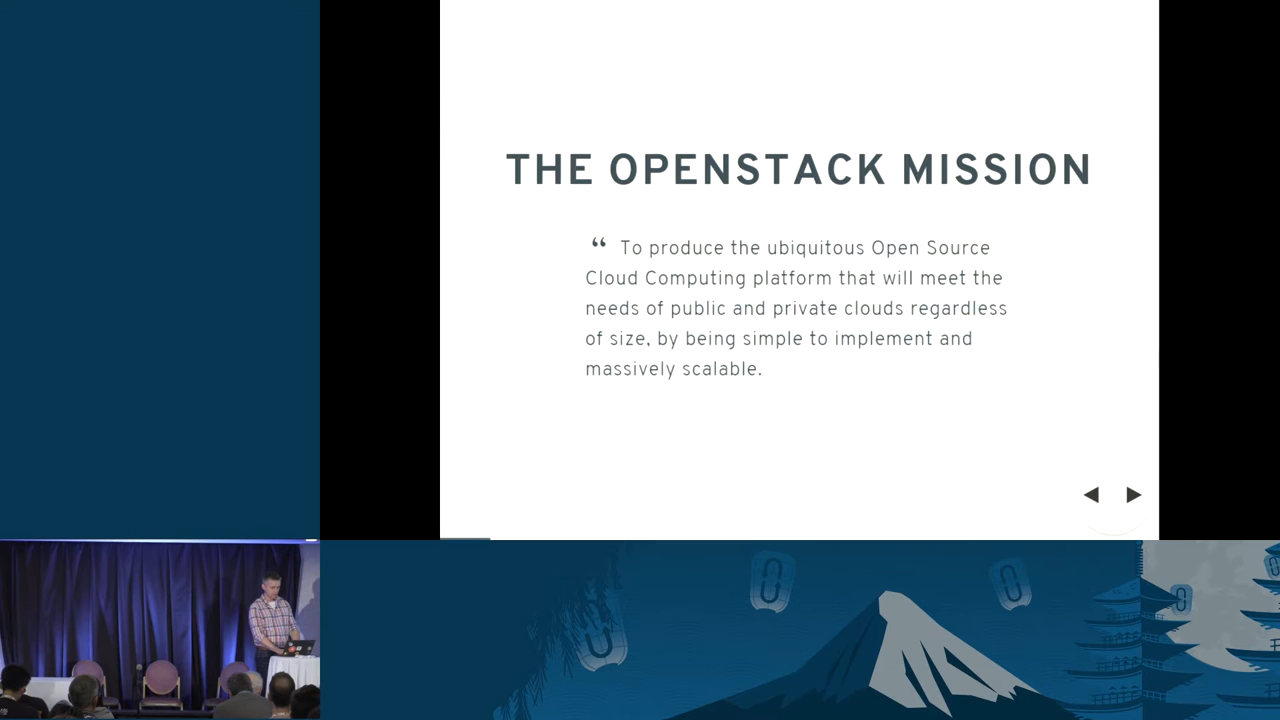 THE OPENSTACK MISSION
“ To produce the ubiquitous Open Source
Cloud Computing platform that will meet the
needs of public and private clouds regardless
of size, by being simple to implement and
massively scalable.